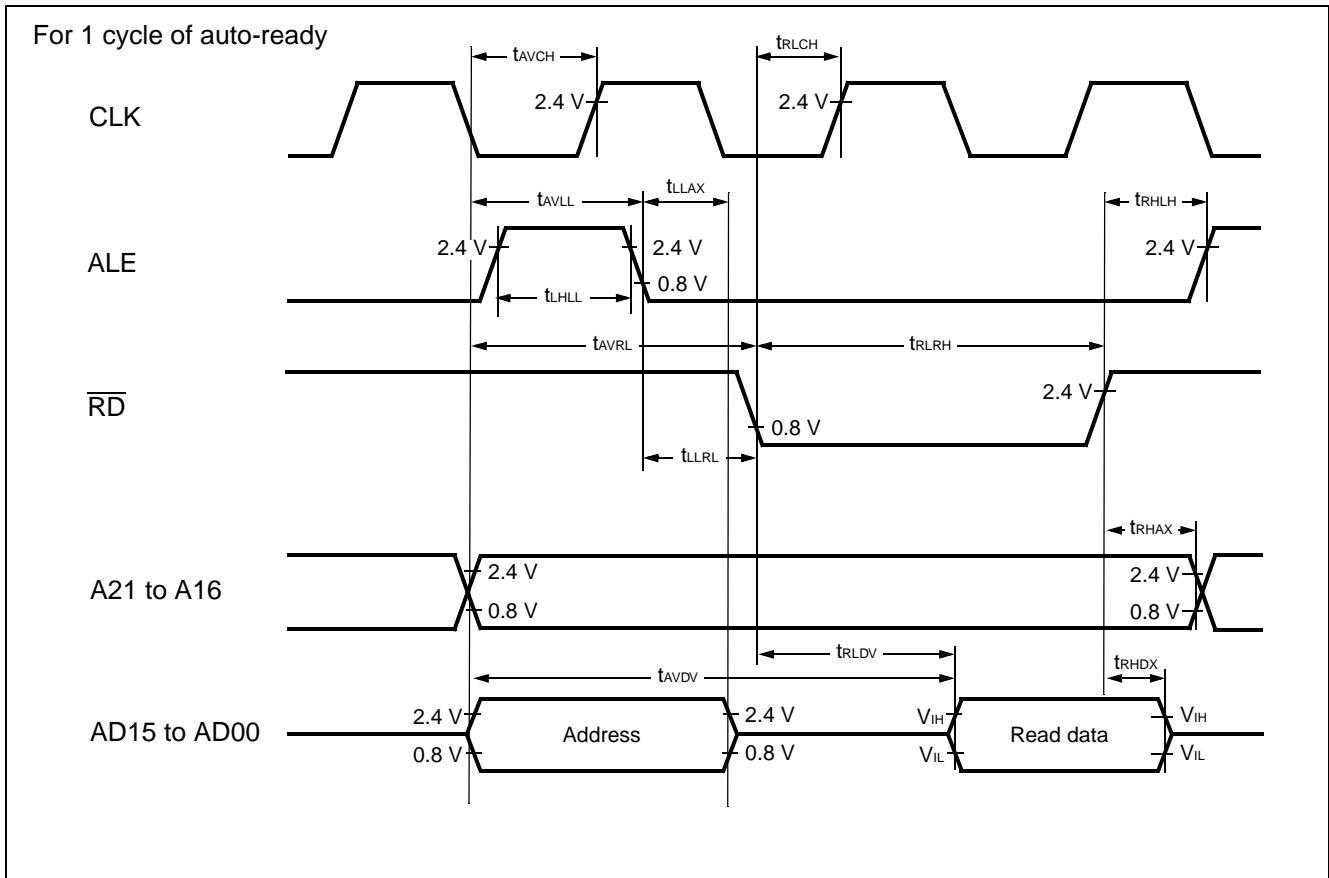 For 1 cycle of auto-ready
tAVCH
tRLCH
CLK
2.4 V
2.4 V
tAVLL
tLLAX
tRHLH
ALE
2.4 V
2.4 V
2.4 V
0.8 V
tLHLL
tAVRL
tRLRH
RD
2.4 V
0.8 V
tLLRL
tRHAX
A21 to A16
2.4 V
2.4 V
0.8 V
0.8 V
tRLDV
tAVDV
tRHDX
AD15 to AD00
2.4 V
Address
2.4 V
VIH
Read data
VIH
0.8 V
0.8 V
VIL
VIL